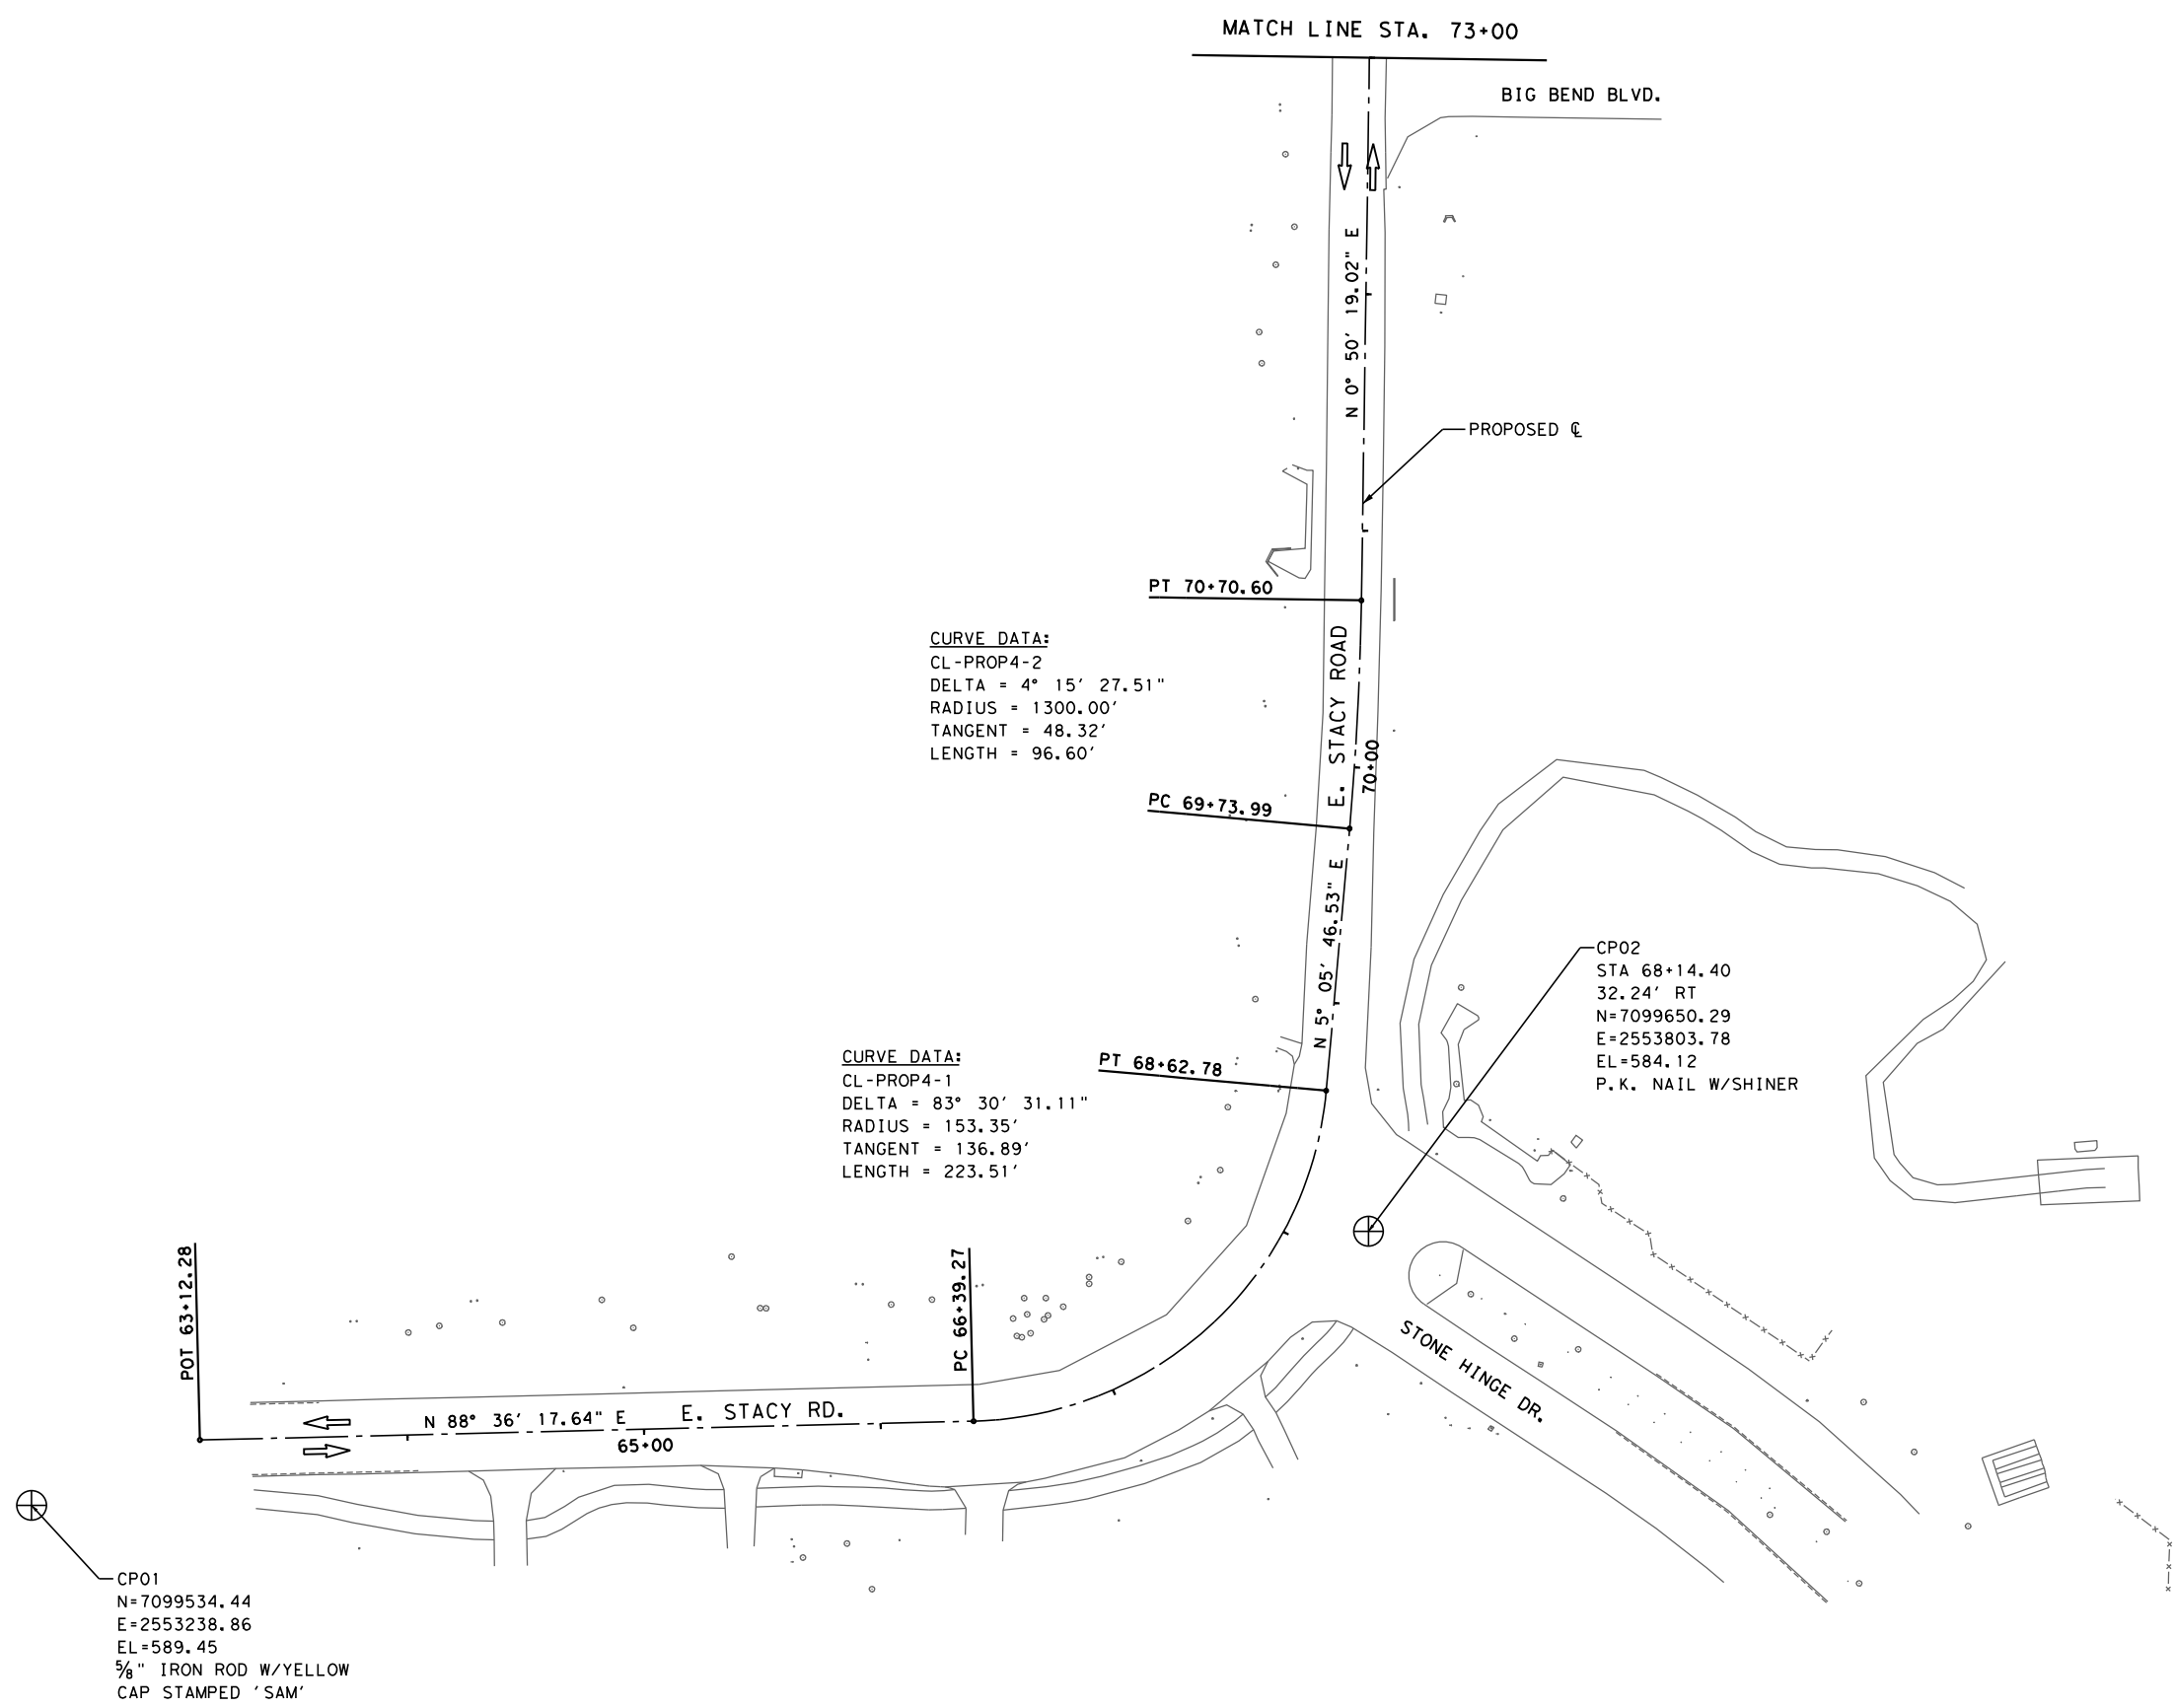 MATCH LINE STA. 73+00
BIG BEND BLVD.
N 0° 50' 19.02" E
PROPOSED ℄
PT 70+70.60
CURVE DATA:
CL-PROP4-2
DELTA = 4° 15' 27.51"
RADIUS = 1300.00'
TANGENT = 48.32'
LENGTH = 96.60'
E. STACY ROAD
70+00
PC 69+73.99
N 5° 05' 46.53" E
CP02
STA 68+14.40
32.24' RT
N=7099650.29
E=2553803.78
EL=584.12
P.K. NAIL W/SHINER
CURVE DATA:
CL-PROP4-1
DELTA = 83° 30' 31.11"
RADIUS = 153.35'
TANGENT = 136.89'
LENGTH = 223.51'
PT 68+62.78
POT 63+12.28
PC 66+39.27
STONE HINGE DR.
N 88° 36' 17.64" E
E. STACY RD.
65+00
CP01
N=7099534.44
E=2553238.86
EL=589.45
⅝" IRON ROD W/YELLOW
CAP STAMPED 'SAM'